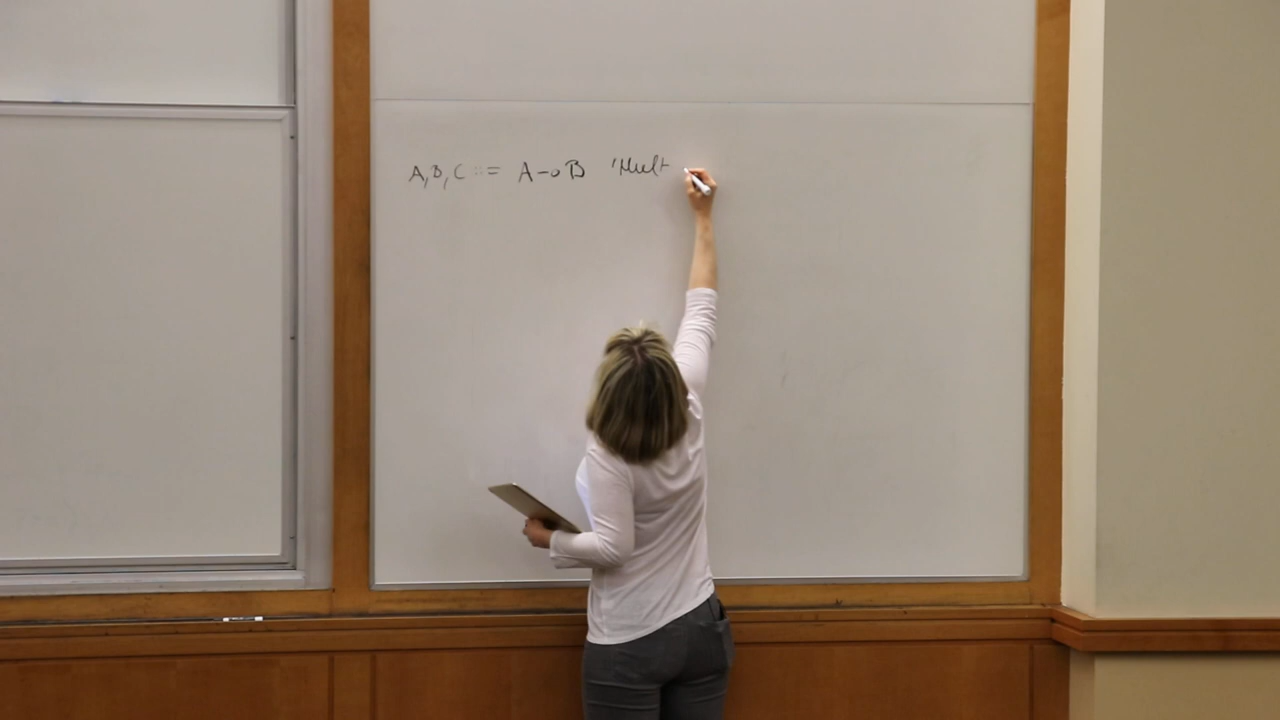 A, B, C ::= A ⊸ B 'Mult